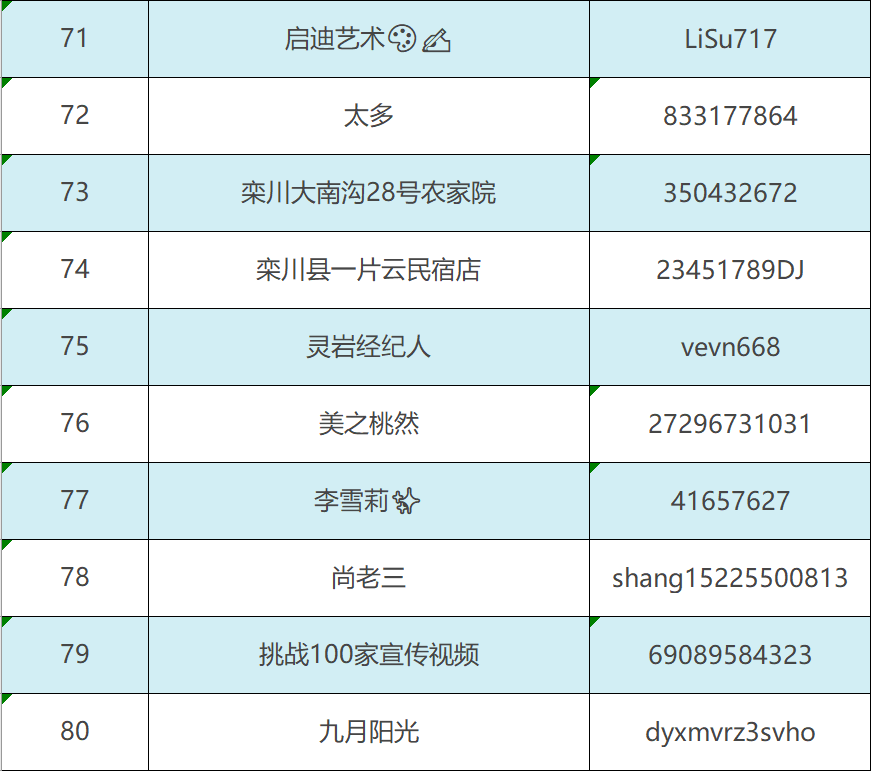 71 启迪艺术🎨✍ LiSu717
72 太多 833177864
73 栾川大南沟28号农家院 350432672
74 栾川县一片云民宿店 23451789DJ
75 灵岩经纪人 vevn668
76 美之桃然 27296731031
77 李雪莉✨ 41657627
78 尚老三 shang15225500813
79 挑战100家宣传视频 69089584323
80 九月阳光 dyxmvrz3svho